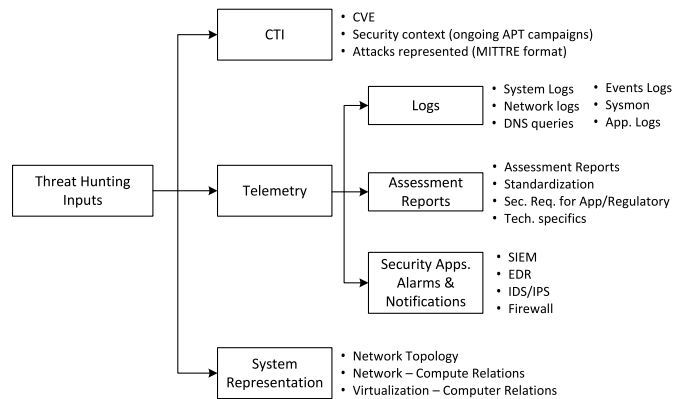 CTI
• CVE
• Security context (ongoing APT campaigns)
• Attacks represented (MITTRE format)
Logs
• System Logs
• Network logs
• DNS queries
• Events Logs
• Sysmon
• App. Logs
Threat Hunting
Inputs
Telemetry
Assessment
Reports
• Assessment Reports
• Standardization
• Sec. Req. for App/Regulatory
• Tech. specifics
Security Apps.
Alarms &
Notifications
• SIEM
• EDR
• IDS/IPS
• Firewall
System
Representation
• Network Topology
• Network – Compute Relations
• Virtualization – Computer Relations